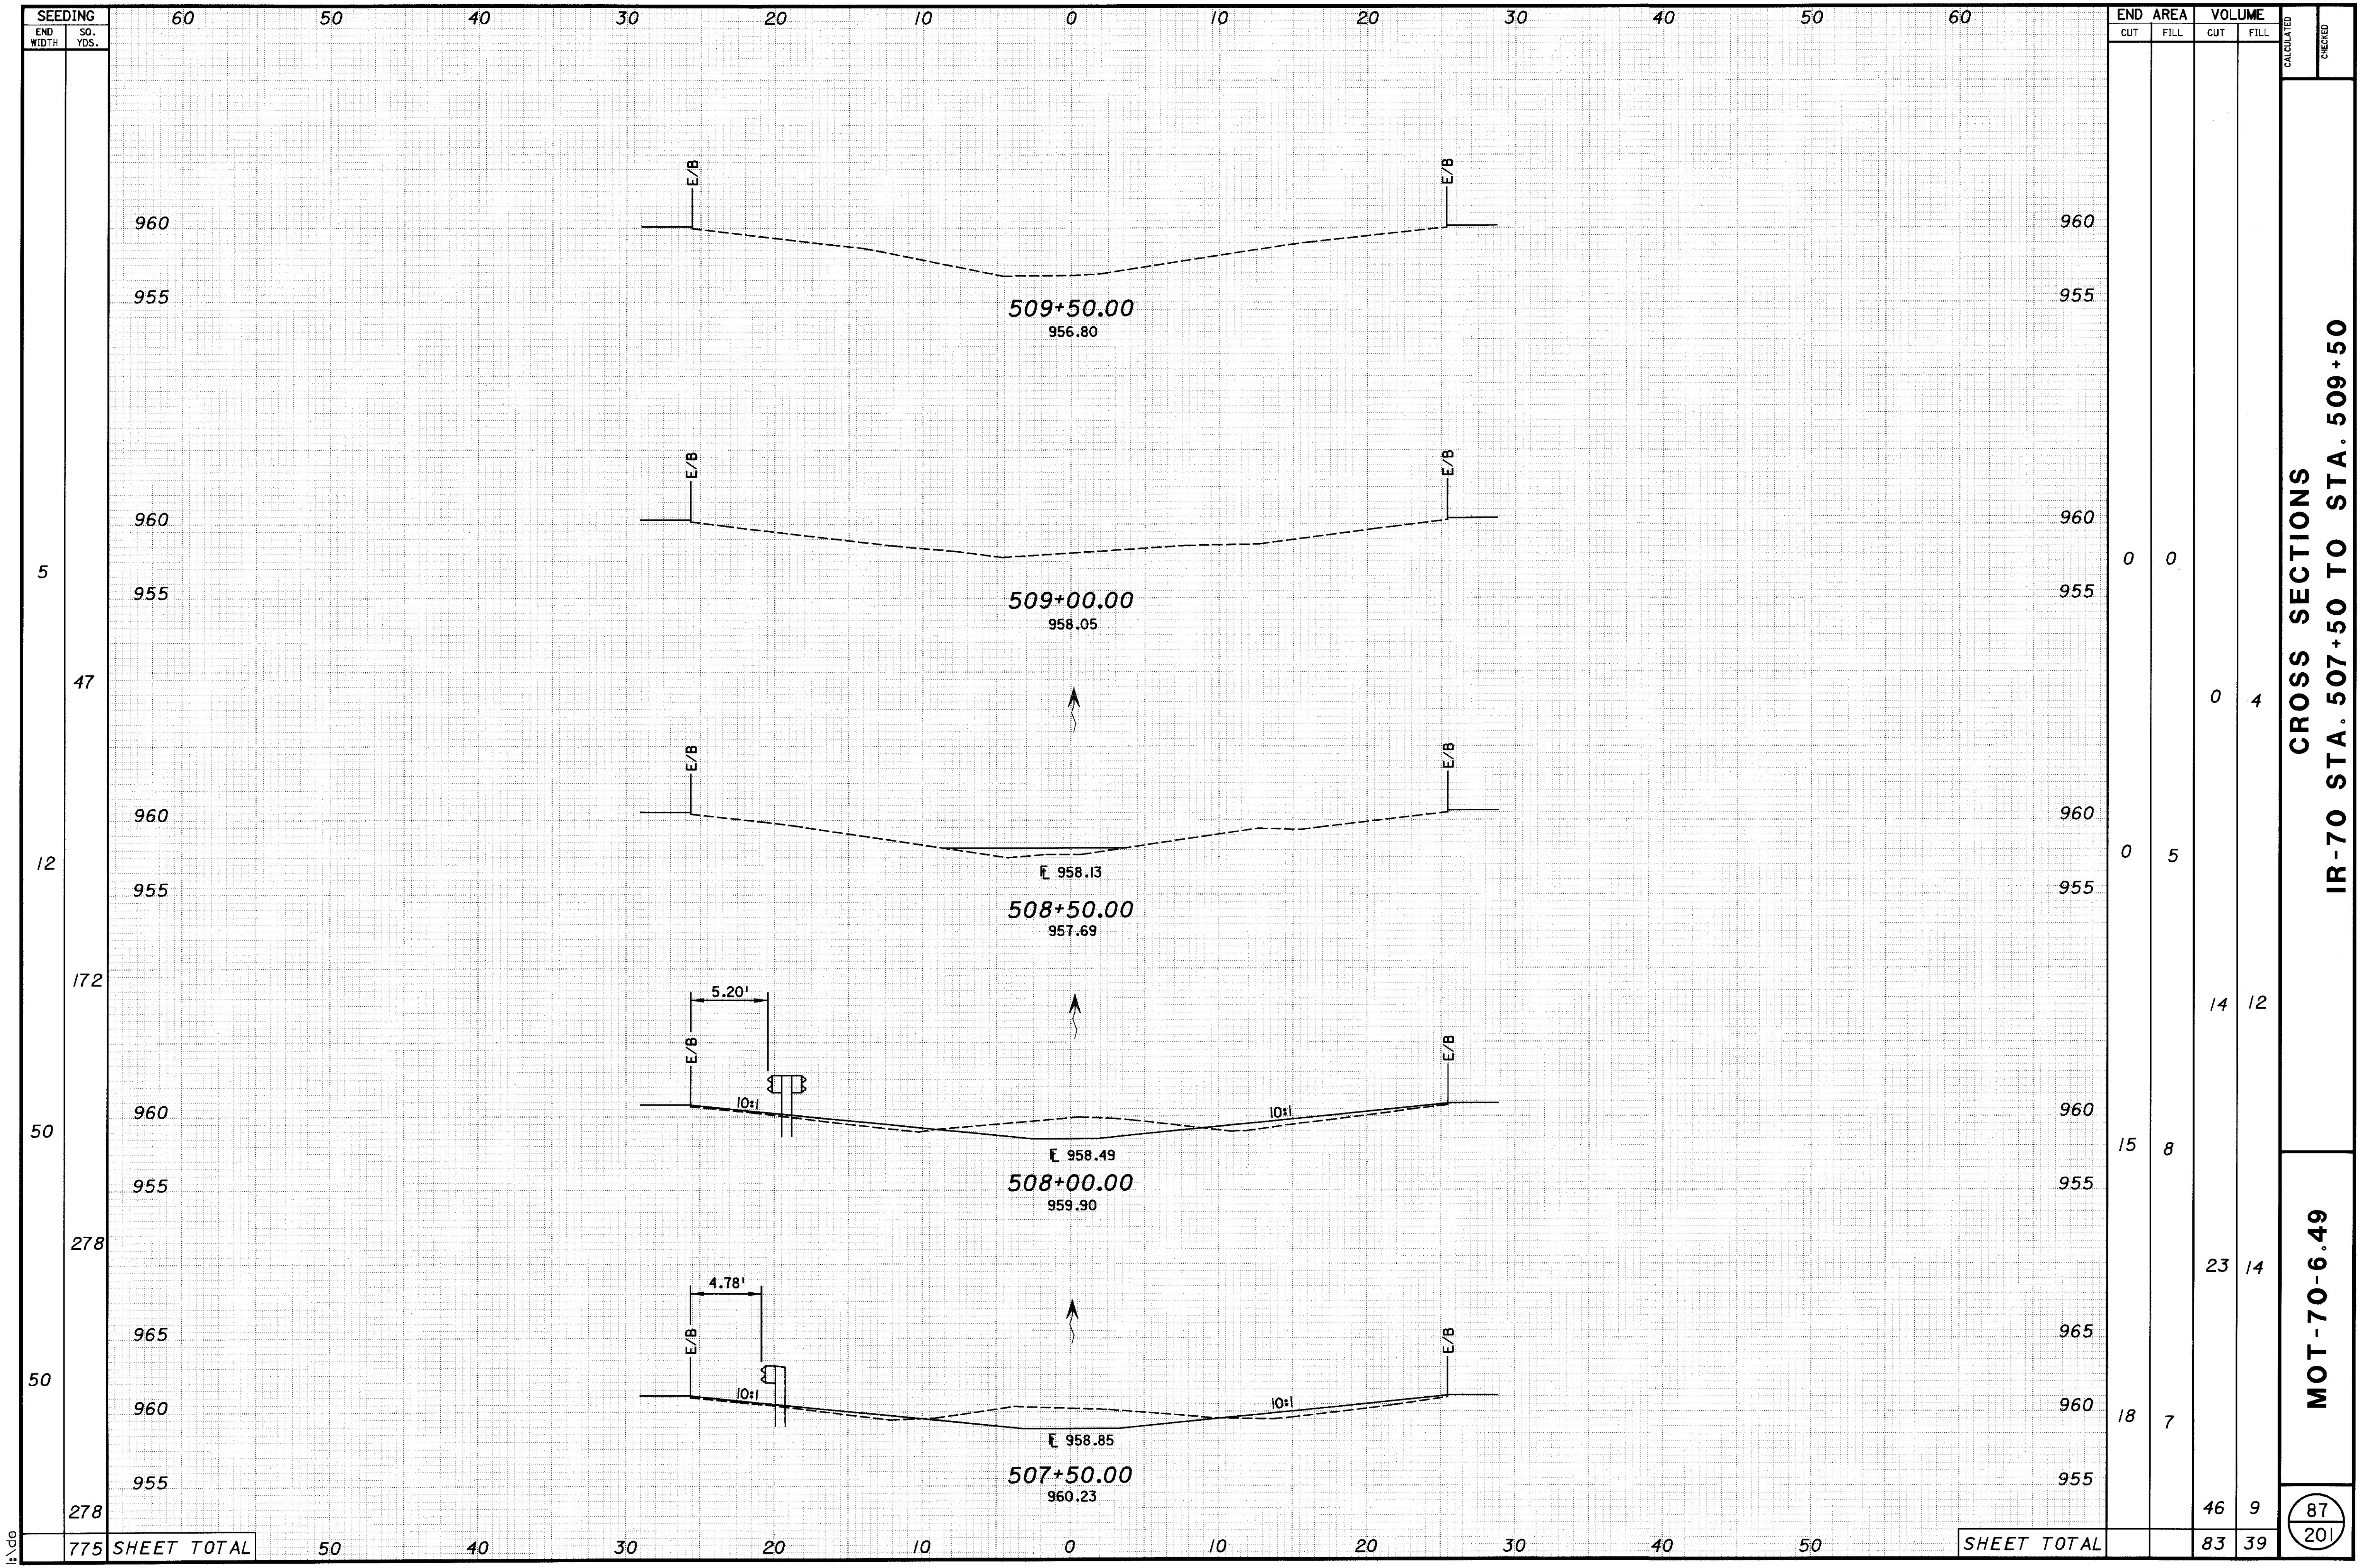 SEEDING
END WIDTH
SQ. YDS.
60 50 40 30 20 10 0 10 20 30 40 50 60
END AREA
VOLUME
CUT FILL CUT FILL
CALCULATED
CHECKED
E/B E/B
960 960
955 955
509+50.00
956.80
E/B E/B
960 960
5
0 0
955 955
509+00.00
958.05
47
0 4
E/B E/B
960 960
12
0 5
℄ 958.13
955 955
508+50.00
957.69
172
14 12
5.20'
E/B E/B
10:1 10:1
960 960
50
15 8
℄ 958.49
955 955
508+00.00
959.90
278
23 14
4.78'
965 965
E/B E/B
50
10:1 10:1
960 960
18 7
℄ 958.85
955 955
507+50.00
960.23
278
46 9
775 SHEET TOTAL
50 40 30 20 10 0 10 20 30 40 50
SHEET TOTAL 83 39
CROSS SECTIONS
IR-70 STA. 507+50 TO STA. 509+50
MOT-70-6.49
87
201